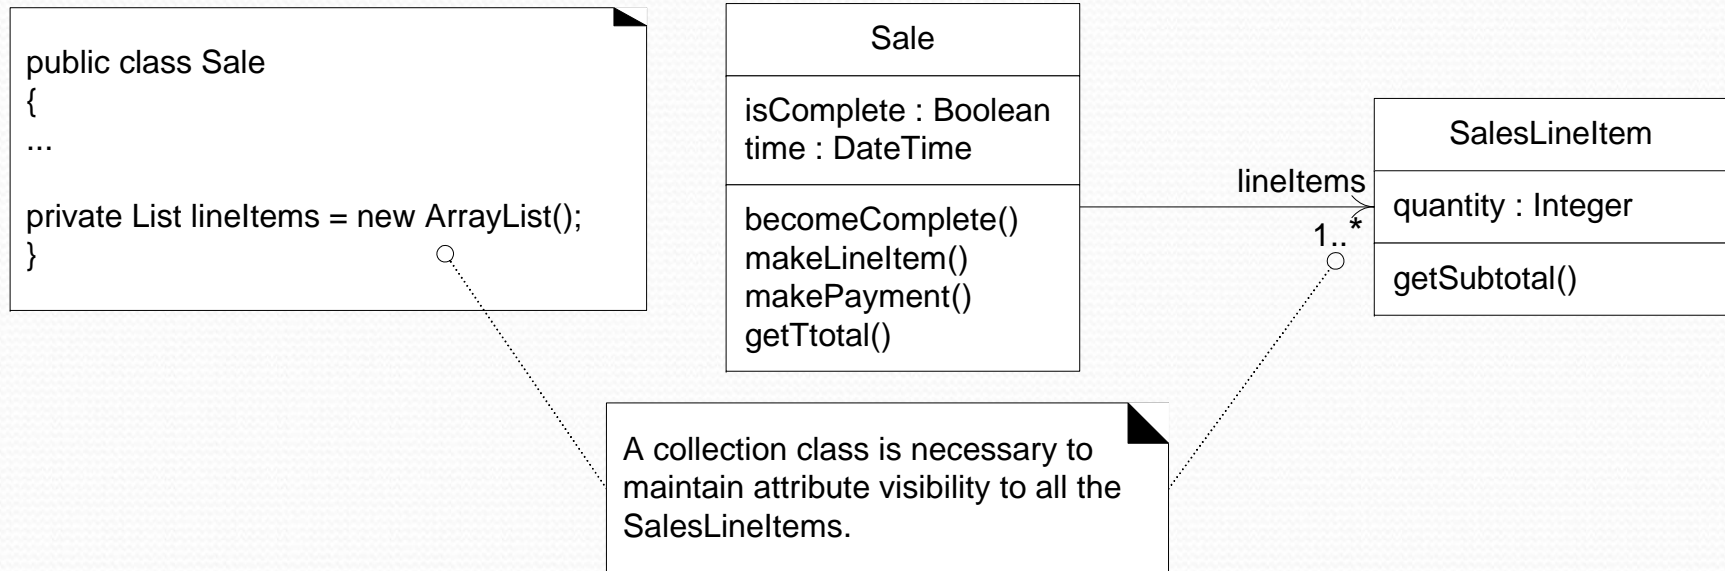 public class Sale
{
...
private List lineItems = new ArrayList();
}
Sale
isComplete : Boolean
time : DateTime
becomeComplete()
makeLineItem()
makePayment()
getTtotal()
lineItems
1..*
SalesLineItem
quantity : Integer
getSubtotal()
A collection class is necessary to
maintain attribute visibility to all the
SalesLineItems.